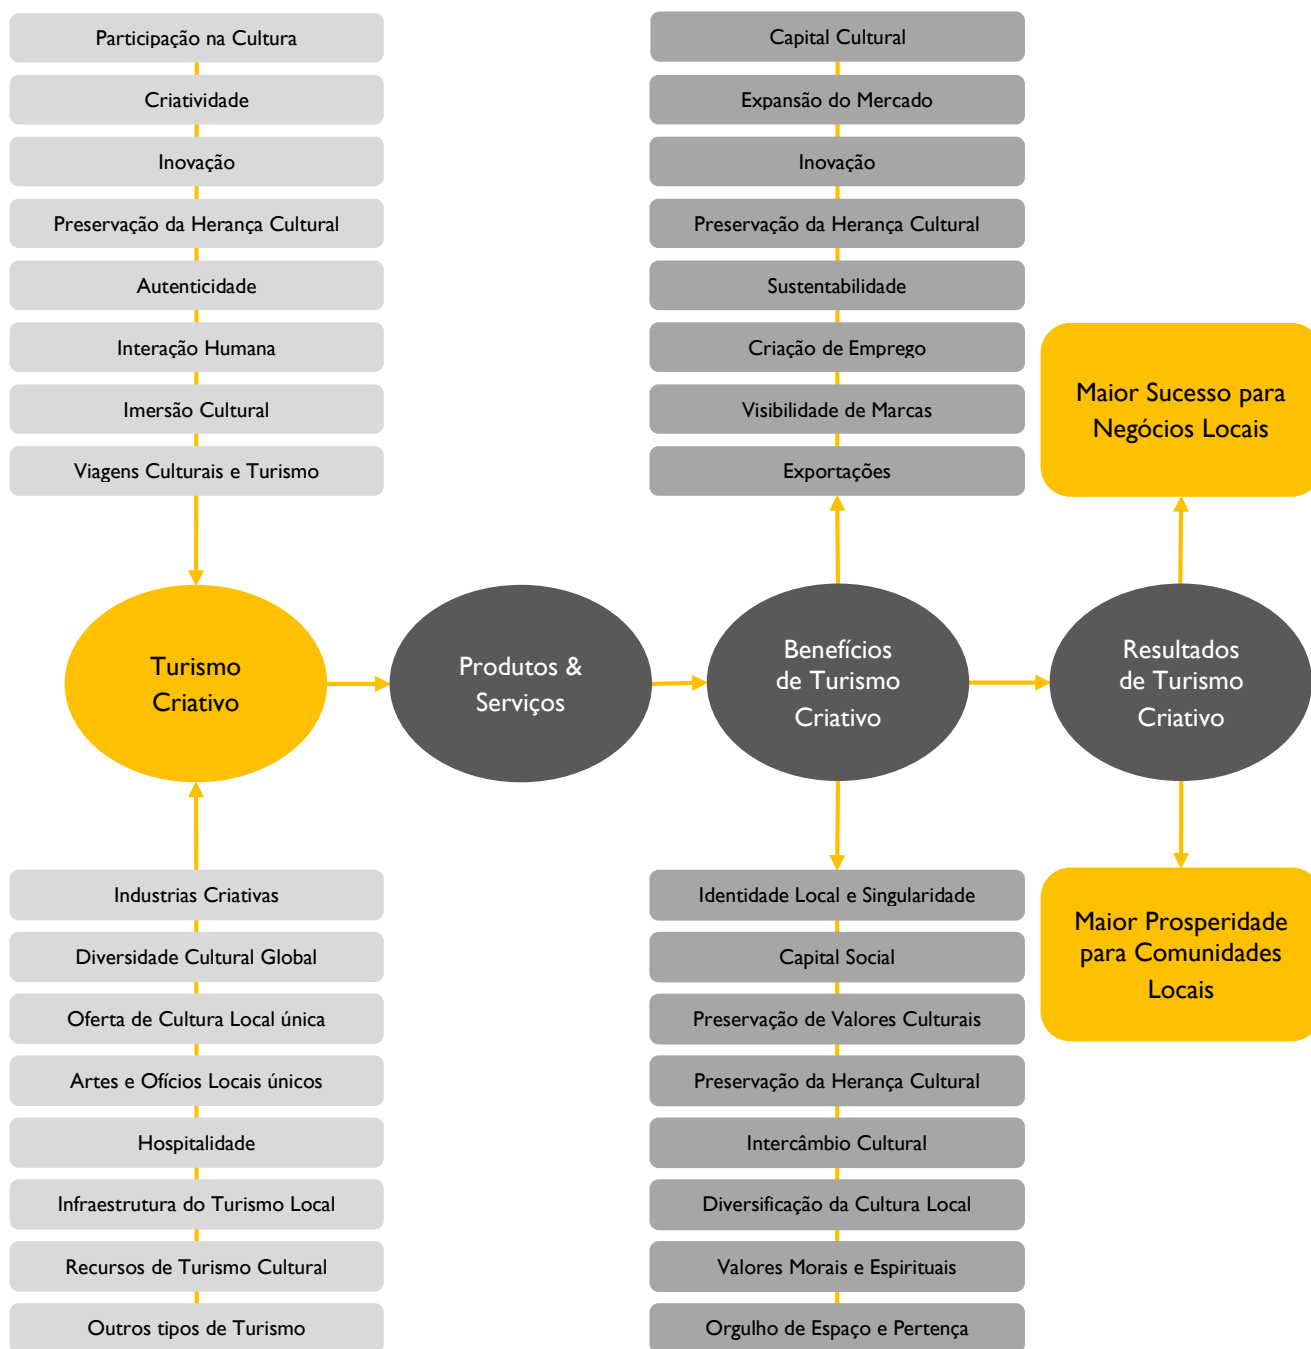 Participação na Cultura
Criatividade
Inovação
Preservação da Herança Cultural
Autenticidade
Interação Humana
Imersão Cultural
Viagens Culturais e Turismo
Capital Cultural
Expansão do Mercado
Inovação
Preservação da Herança Cultural
Sustentabilidade
Criação de Emprego
Visibilidade de Marcas
Exportações
Maior Sucesso para
Negócios Locais
Turismo
Criativo
Produtos &
Serviços
Benefícios
de Turismo
Criativo
Resultados
de Turismo
Criativo
Industrias Criativas
Diversidade Cultural Global
Oferta de Cultura Local única
Artes e Ofícios Locais únicos
Hospitalidade
Infraestrutura do Turismo Local
Recursos de Turismo Cultural
Outros tipos de Turismo
Identidade Local e Singularidade
Capital Social
Preservação de Valores Culturais
Preservação da Herança Cultural
Intercâmbio Cultural
Diversificação da Cultura Local
Valores Morais e Espirituais
Orgulho de Espaço e Pertença
Maior Prosperidade
para Comunidades
Locais